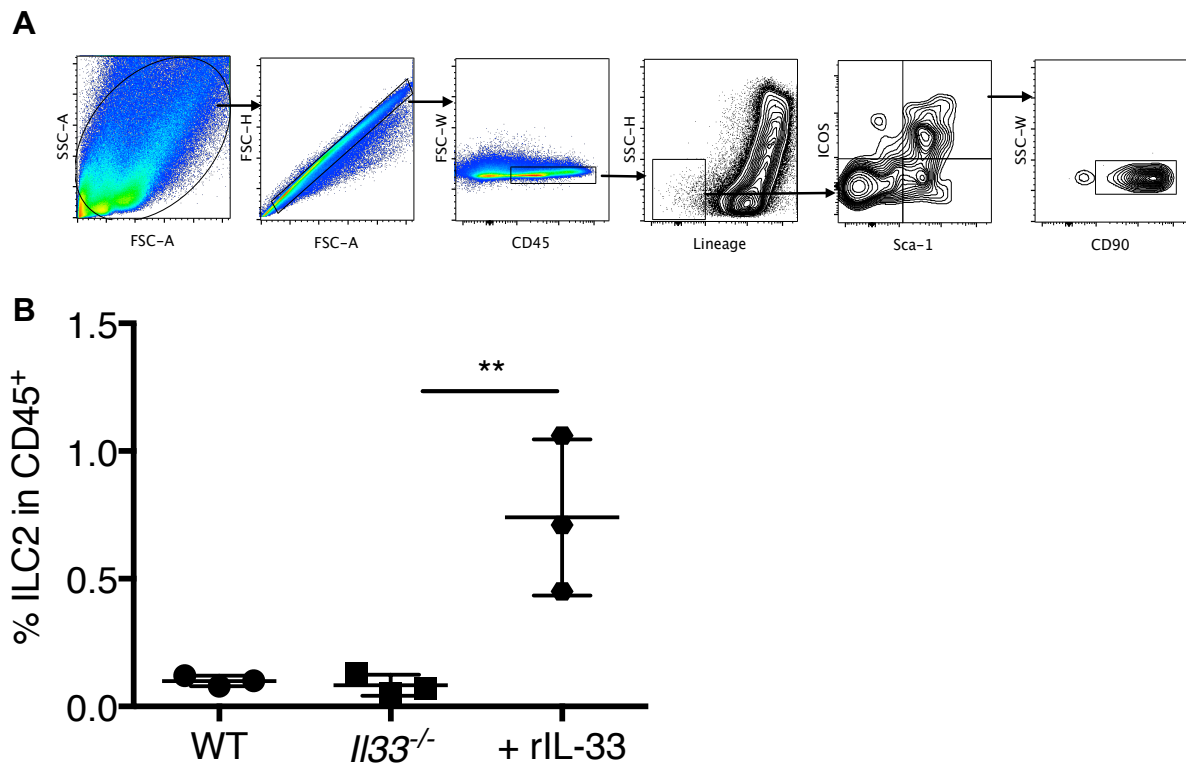 A
SSC-A
FSC-A
FSC-H
FSC-A
FSC-W
CD45
SSC-H
Lineage
ICOS
Sca-1
SSC-W
CD90
B
% ILC2 in CD45+
1.5
1.0
0.5
0.0
**
WT
Il33-/-
+ rIL-33